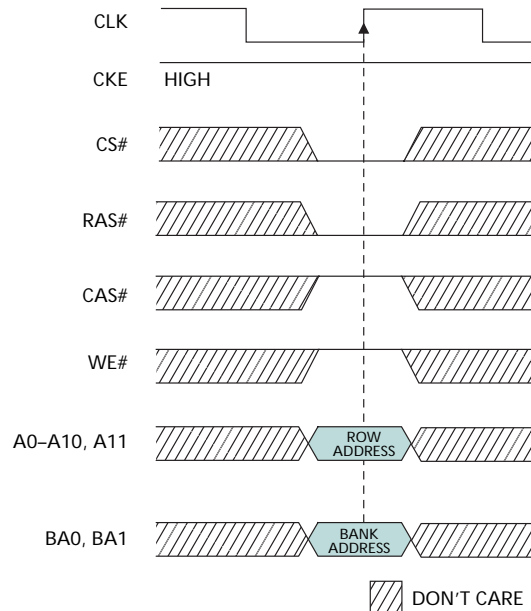 CLK
CKE HIGH
CS#
RAS#
CAS#
WE#
A0–A10, A11
ROW
ADDRESS
BA0, BA1
BANK
ADDRESS
DON'T CARE